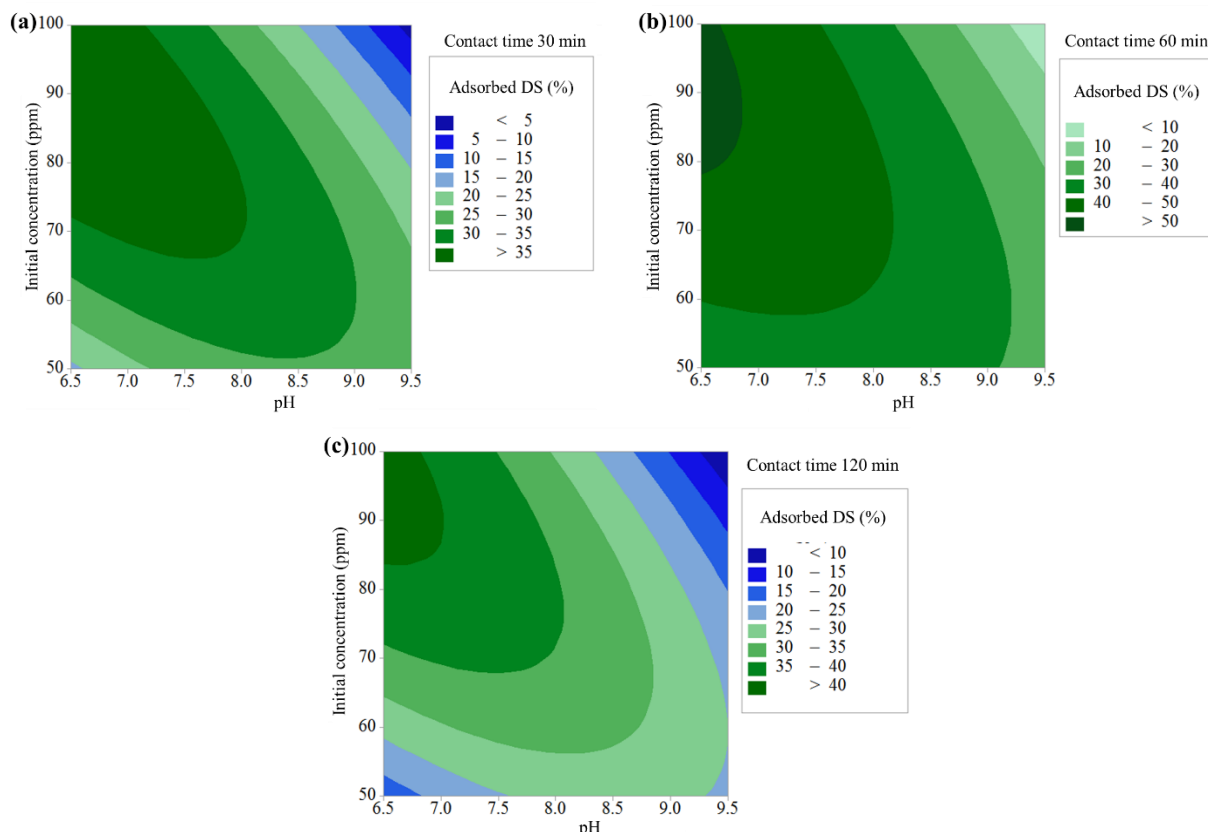 (a)
100
90
80
70
60
50
6.5 7.0 7.5 8.0 8.5 9.0 9.5
pH
Initial concentration (ppm)
Contact time 30 min
Adsorbed DS (%)
< 5
5 – 10
10 – 15
15 – 20
20 – 25
25 – 30
30 – 35
> 35
(b)
100
90
80
70
60
50
6.5 7.0 7.5 8.0 8.5 9.0 9.5
pH
Initial concentration (ppm)
Contact time 60 min
Adsorbed DS (%)
< 10
10 – 20
20 – 30
30 – 40
40 – 50
> 50
(c)
100
90
80
70
60
50
6.5 7.0 7.5 8.0 8.5 9.0 9.5
pH
Initial concentration (ppm)
Contact time 120 min
Adsorbed DS (%)
< 10
10 – 15
15 – 20
20 – 25
25 – 30
30 – 35
35 – 40
> 40